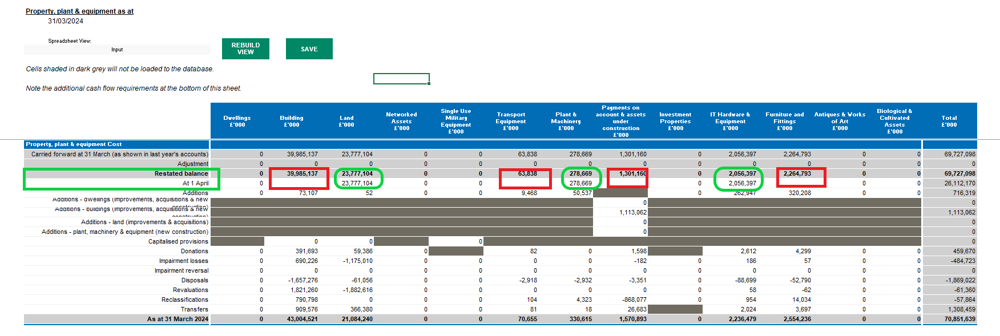 Property, plant & equipment as at
31/03/2024
Spreadsheet View:
Input
REBUILD VIEW
SAVE
Cells shaded in dark grey will not be loaded to the database.
Note the additional cash flow requirements at the bottom of this sheet.
Dwellings £'000 Building £'000 Land £'000 Networked Assets £'000 Single Use Military Equipment £'000 Transport Equipment £'000 Plant & Machinery £'000 Payments on account & assets under construction £'000 Investment Properties £'000 IT Hardware & Equipment £'000 Furniture and Fittings £'000 Antiques & Works of Art £'000 Biological & Cultivated Assets £'000 Total £'000
Property, plant & equipment Cost
Carried forward at 31 March (as shown in last year's accounts) 0 39,985,137 23,777,104 0 0 63,838 278,669 1,301,160 0 2,056,397 2,264,793 0 0 69,727,098
Adjustment 0 0 0 0 0 0 0 0 0 0 0 0 0 0
Restated balance 0 39,985,137 23,777,104 0 0 63,838 278,669 1,301,160 0 2,056,397 2,264,793 0 0 69,727,098
At 1 April 0 23,777,104 0 0 278,669 0 2,056,397 0 0 26,112,170
Additions 0 73,107 52 0 0 9,468 50,537 0 262,947 320,208 0 0 716,319
Additions - dwellings (improvements, acquisitions & new construction) 0 0
Additions - buildings (improvements, acquisitions & new construction) 1,113,062 1,113,062
Additions - land (improvements & acquisitions) 0 0
Additions - plant, machinery & equipment (new construction) 0 0
Capitalised provisions 0 0 0 0
Donations 0 391,693 59,386 0 82 0 1,598 2,612 4,299 0 0 459,670
Impairment losses 0 690,226 -1,175,010 0 0 0 0 -182 0 186 57 0 0 -484,723
Impairment reversal 0 0 0 0 0 0 0 0 0 0 0 0 0 0
Disposals 0 -1,657,276 -61,056 0 0 -2,918 -2,932 -3,351 0 -88,699 -52,790 0 0 -1,869,022
Revaluations 0 1,821,260 -1,882,616 0 0 0 0 0 0 58 -62 0 0 -61,360
Reclassifications 0 790,798 0 0 0 104 4,323 -868,077 0 954 14,034 0 0 -57,864
Transfers 0 909,576 366,380 0 0 81 18 26,683 2,024 3,697 0 0 1,308,459
As at 31 March 2024 0 43,004,521 21,084,240 0 0 70,655 330,615 1,570,893 0 2,236,479 2,554,236 0 0 70,851,639